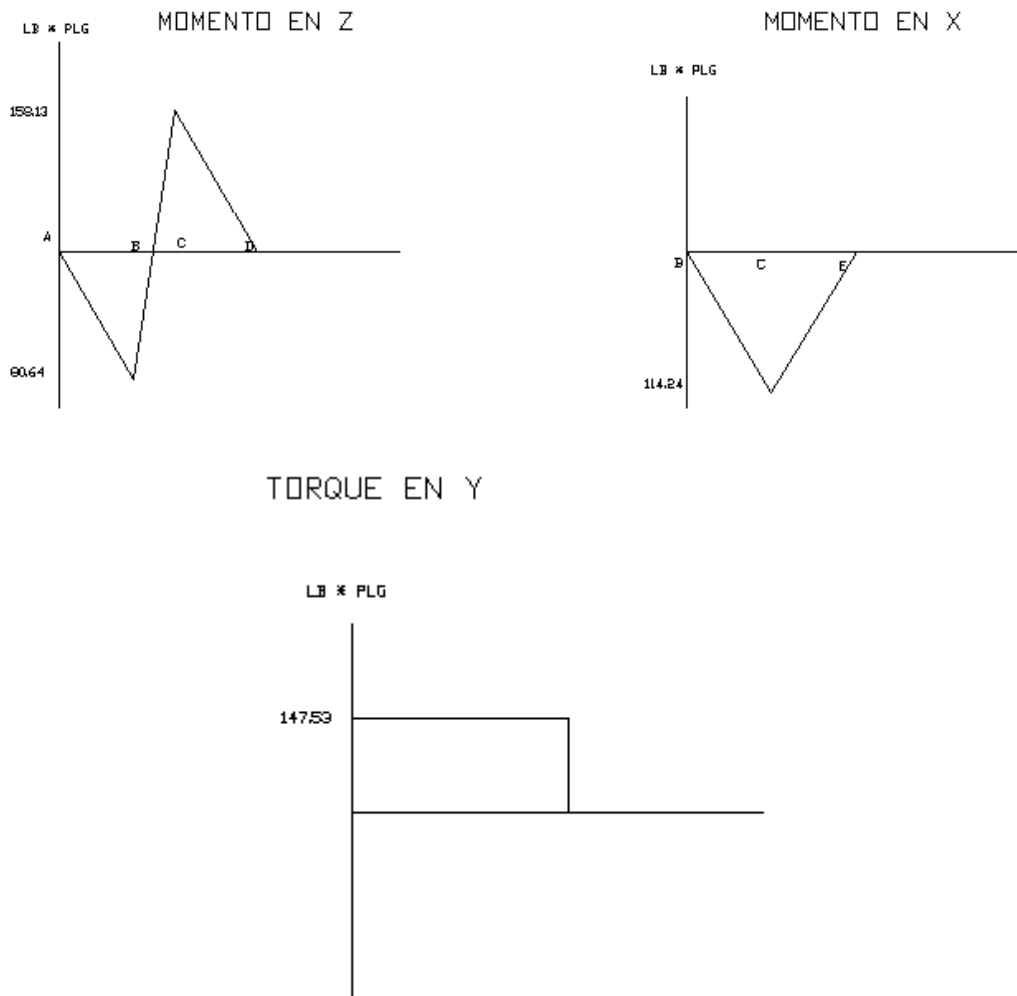 MOMENTO EN Z
LB * PLG
158.13
A
B
C
D
80.64
MOMENTO EN X
LB * PLG
B
C
E
114.24
TORQUE EN Y
LB * PLG
147.53